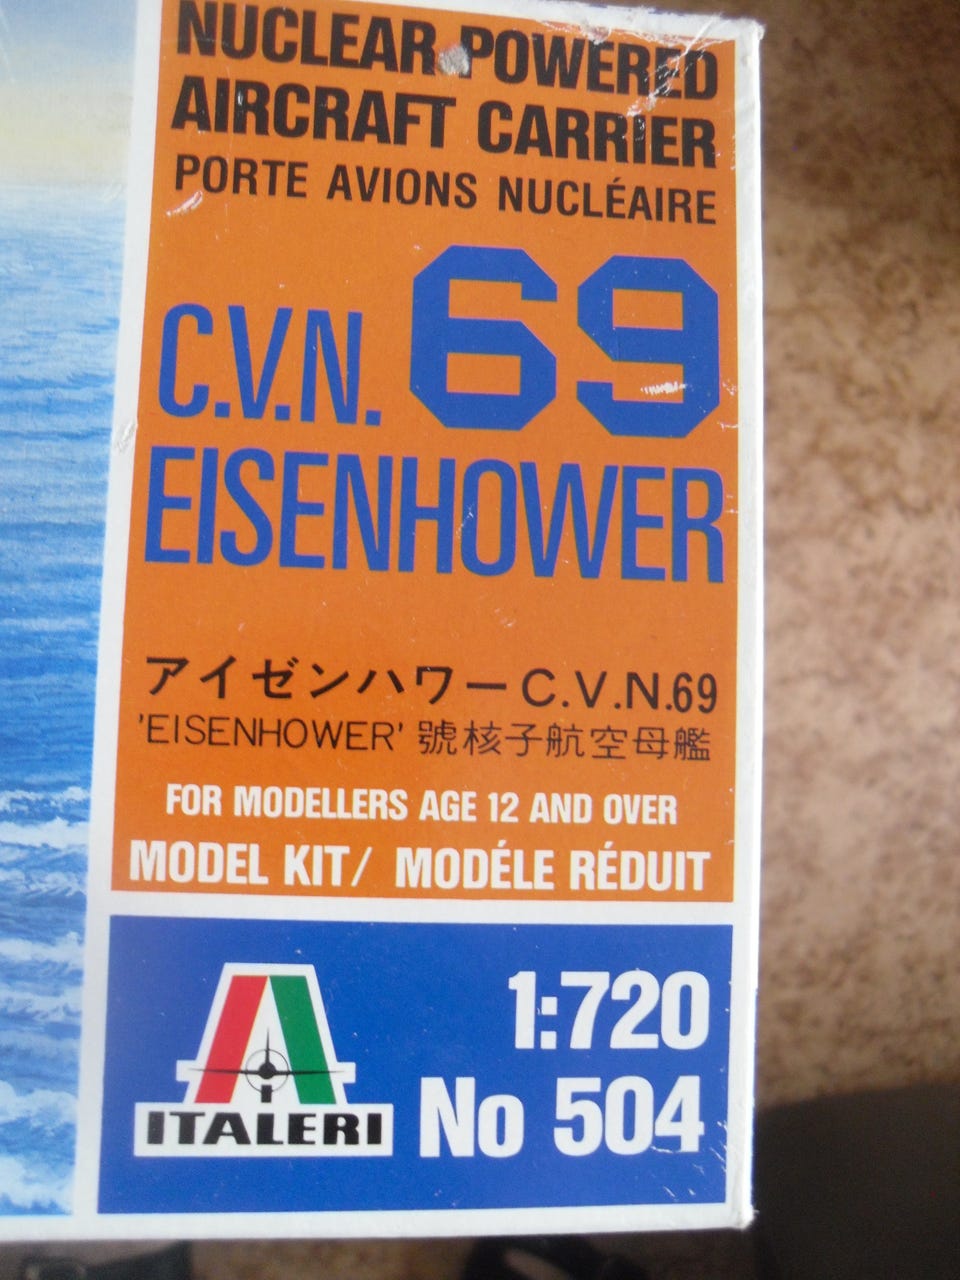 NUCLEAR POWERED
AIRCRAFT CARRIER
PORTE AVIONS NUCLÉAIRE
C.V.N. 69
EISENHOWER
アイゼンハワーC.V.N.69
'EISENHOWER' 號核子航空母艦
FOR MODELLERS AGE 12 AND OVER
MODEL KIT/ MODÉLE RÉDUIT
1:720
ITALERI
No 504